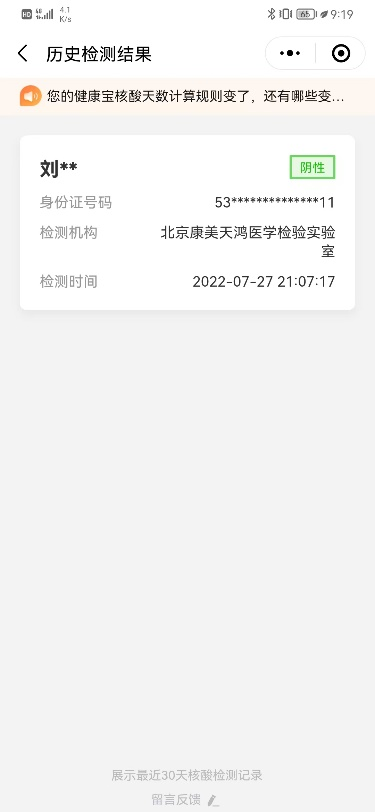 HD 4G 4.1 K/s 65 9:19
历史检测结果
您的健康宝核酸天数计算规则变了，还有哪些变...
刘** 阴性
身份证号码 53**************11
检测机构 北京康美天鸿医学检验实验
室
检测时间 2022-07-27 21:07:17
展示最近30天核酸检测记录
留言反馈